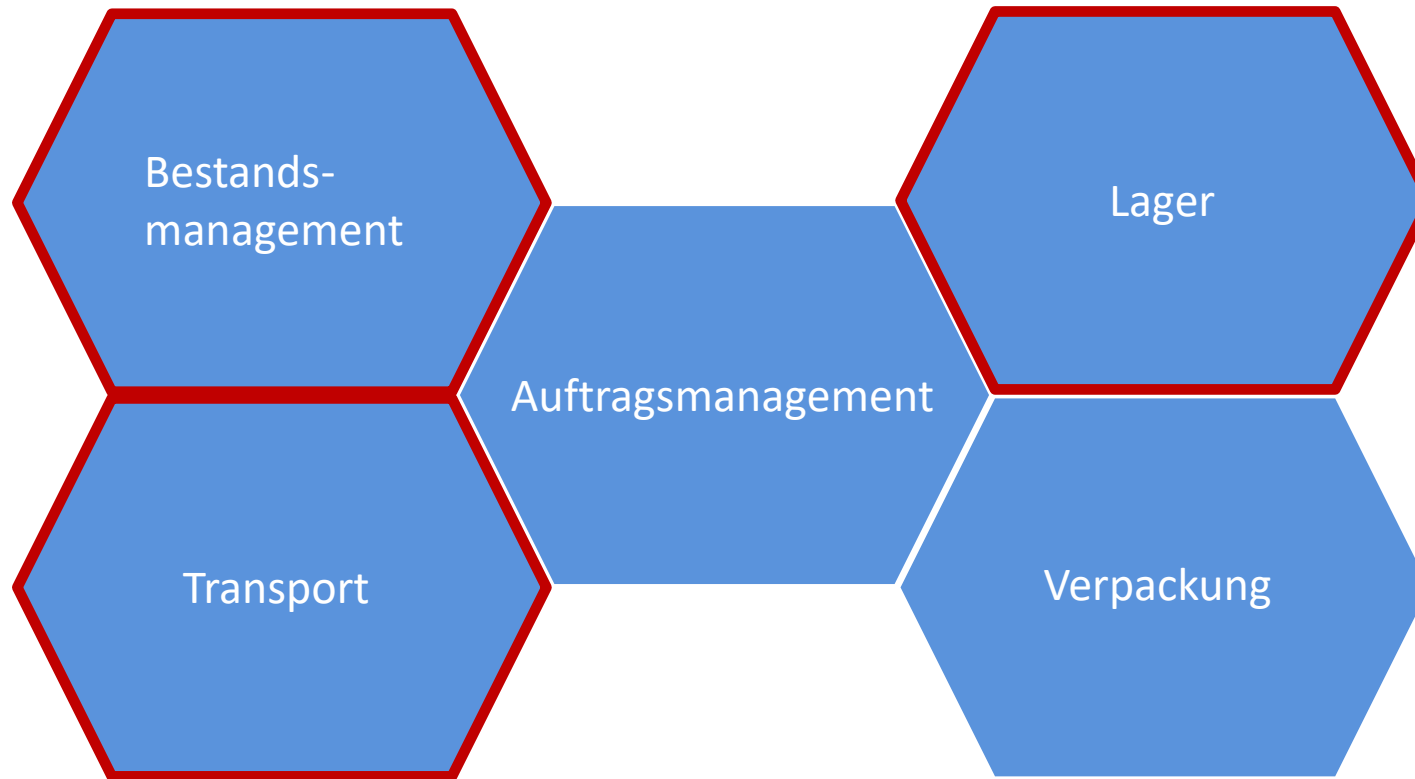 Bestands-
management
Lager
Auftragsmanagement
Transport
Verpackung